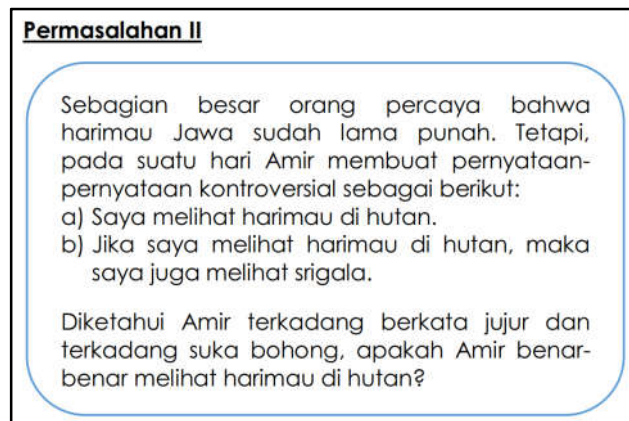 Permasalahan II
Sebagian besar orang percaya bahwa
harimau Jawa sudah lama punah. Tetapi,
pada suatu hari Amir membuat pernyataan-
pernyataan kontroversial sebagai berikut:
a) Saya melihat harimau di hutan.
b) Jika saya melihat harimau di hutan, maka
saya juga melihat srigala.
Diketahui Amir terkadang berkata jujur dan
terkadang suka bohong, apakah Amir benar-
benar melihat harimau di hutan?